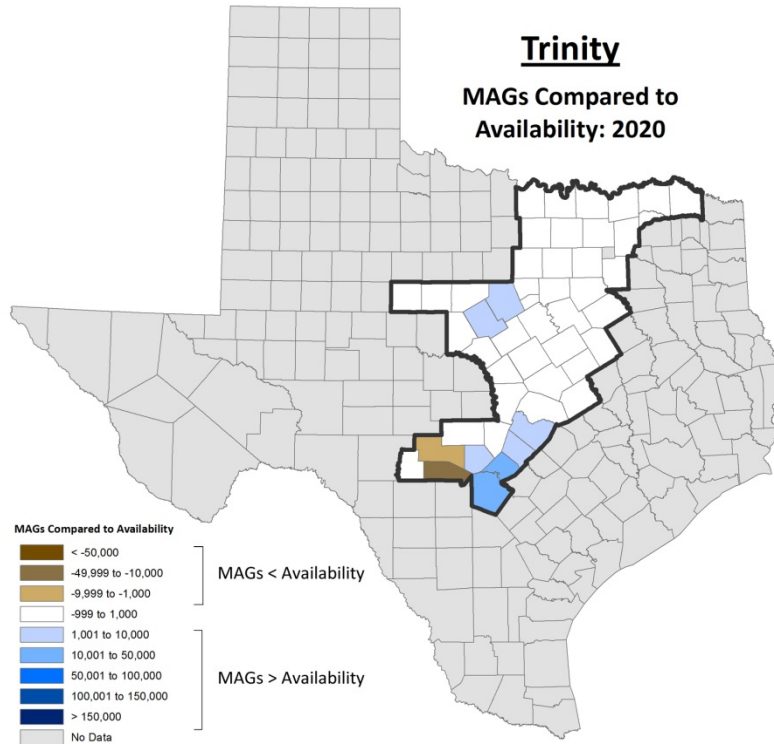 Trinity
MAGs Compared to
Availability: 2020
MAGs Compared to Availability
< -50,000
-49,999 to -10,000
-9,999 to -1,000
-999 to 1,000
1,001 to 10,000
10,001 to 50,000
50,001 to 100,000
100,001 to 150,000
> 150,000
No Data
MAGs < Availability
MAGs > Availability